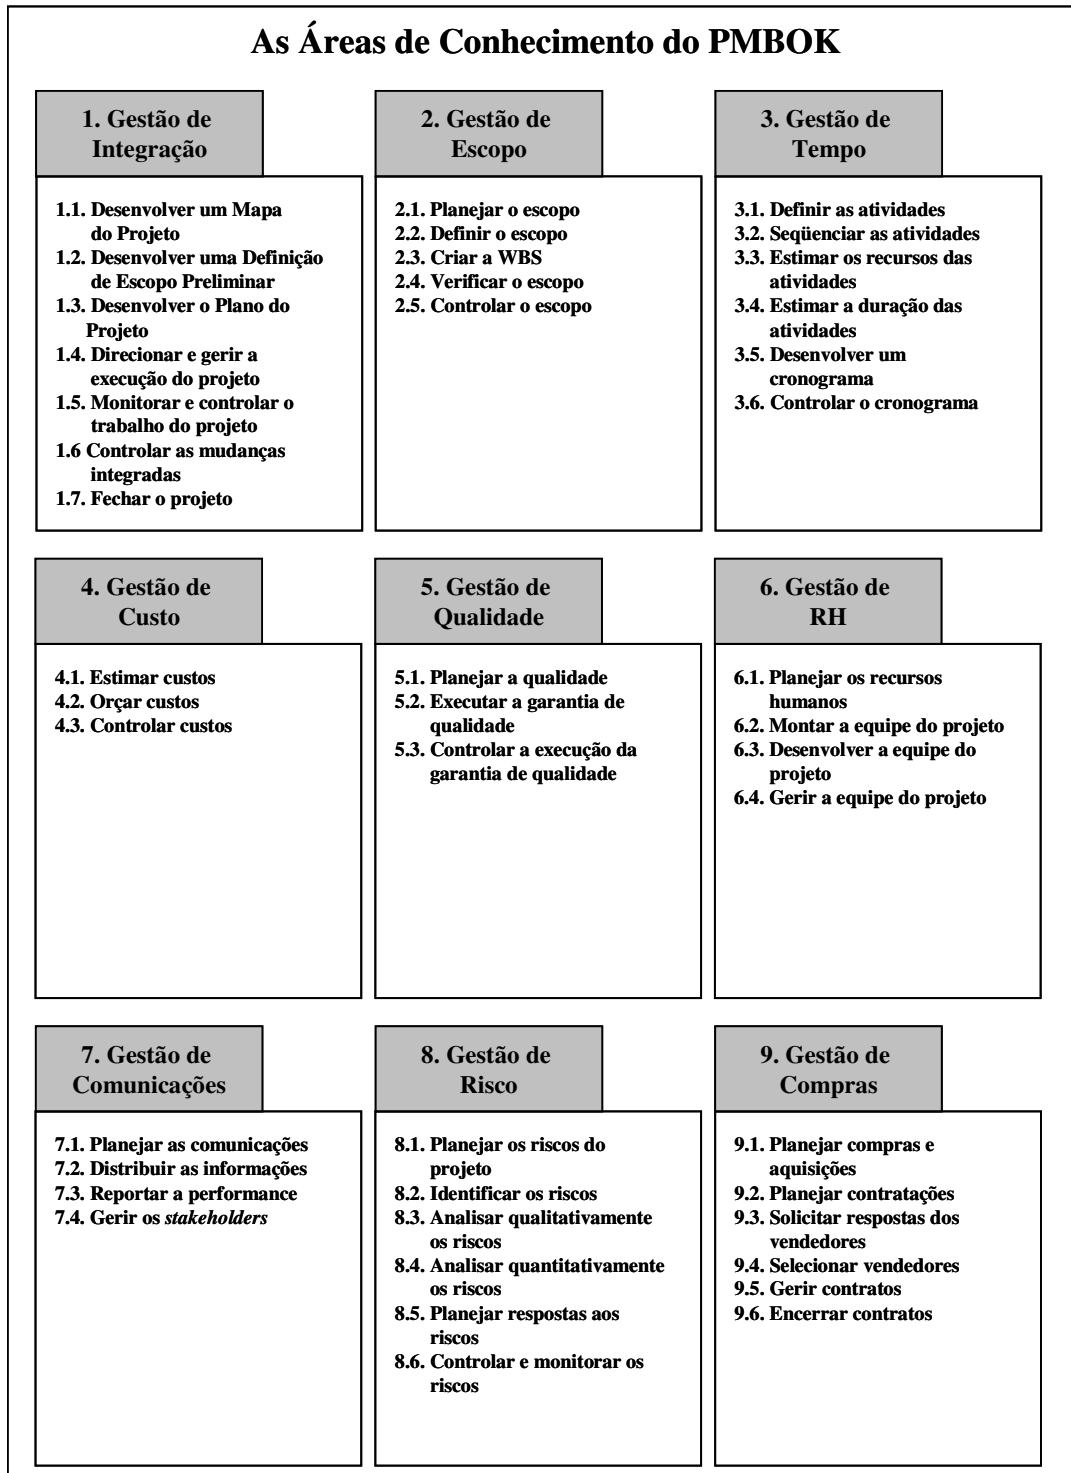 As Áreas de Conhecimento do PMBOK
1. Gestão de
Integração
1.1. Desenvolver um Mapa
do Projeto
1.2. Desenvolver uma Definição
de Escopo Preliminar
1.3. Desenvolver o Plano do
Projeto
1.4. Direcionar e gerir a
execução do projeto
1.5. Monitorar e controlar o
trabalho do projeto
1.6 Controlar as mudanças
integradas
1.7. Fechar o projeto
2. Gestão de
Escopo
2.1. Planejar o escopo
2.2. Definir o escopo
2.3. Criar a WBS
2.4. Verificar o escopo
2.5. Controlar o escopo
3. Gestão de
Tempo
3.1. Definir as atividades
3.2. Seqüenciar as atividades
3.3. Estimar os recursos das
atividades
3.4. Estimar a duração das
atividades
3.5. Desenvolver um
cronograma
3.6. Controlar o cronograma
4. Gestão de
Custo
4.1. Estimar custos
4.2. Orçar custos
4.3. Controlar custos
5. Gestão de
Qualidade
5.1. Planejar a qualidade
5.2. Executar a garantia de
qualidade
5.3. Controlar a execução da
garantia de qualidade
6. Gestão de
RH
6.1. Planejar os recursos
humanos
6.2. Montar a equipe do projeto
6.3. Desenvolver a equipe do
projeto
6.4. Gerir a equipe do projeto
7. Gestão de
Comunicações
7.1. Planejar as comunicações
7.2. Distribuir as informações
7.3. Reportar a performance
7.4. Gerir os stakeholders
8. Gestão de
Risco
8.1. Planejar os riscos do
projeto
8.2. Identificar os riscos
8.3. Analisar qualitativamente
os riscos
8.4. Analisar quantitativamente
os riscos
8.5. Planejar respostas aos
riscos
8.6. Controlar e monitorar os
riscos
9. Gestão de
Compras
9.1. Planejar compras e
aquisições
9.2. Planejar contratações
9.3. Solicitar respostas dos
vendedores
9.4. Selecionar vendedores
9.5. Gerir contratos
9.6. Encerrar contratos